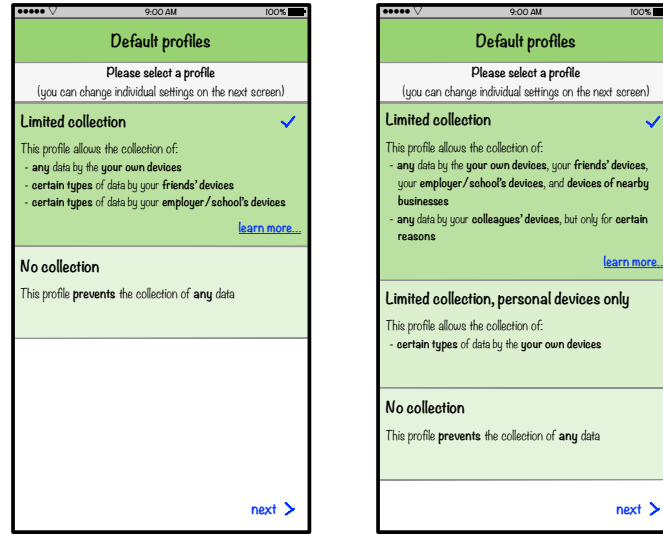 9:00 AM 100%
Default profiles
Please select a profile
(you can change individual settings on the next screen)
Limited collection
This profile allows the collection of:
- any data by the your own devices
- certain types of data by your friends' devices
- certain types of data by your employer/school's devices
learn more...
No collection
This profile prevents the collection of any data
next >
9:00 AM 100%
Default profiles
Please select a profile
(you can change individual settings on the next screen)
Limited collection
This profile allows the collection of:
- any data by the your own devices, your friends' devices,
your employer/school's devices, and devices of nearby
businesses
- any data by your colleagues' devices, but only for certain
reasons
learn more...
Limited collection, personal devices only
This profile allows the collection of:
- certain types of data by the your own devices
No collection
This profile prevents the collection of any data
next >